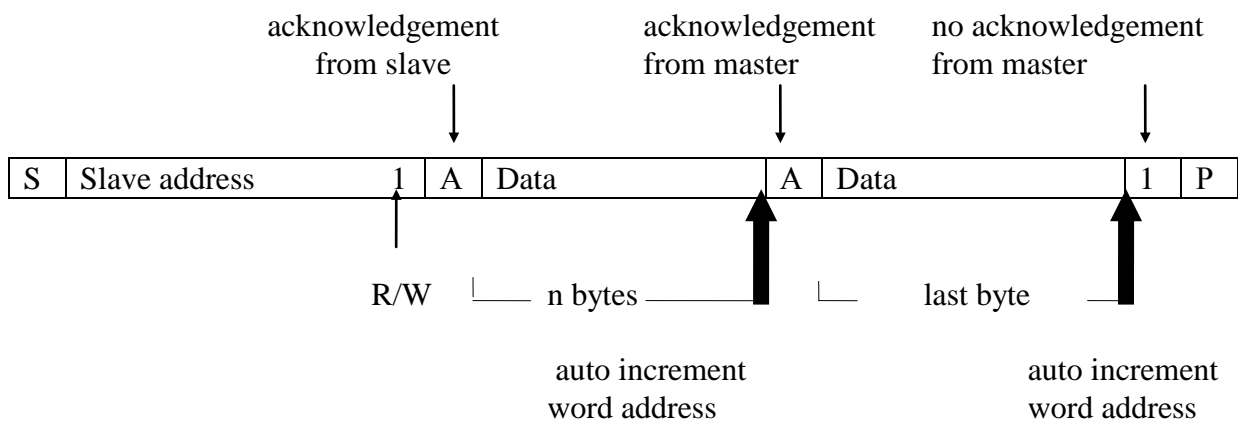 acknowledgement from slave
acknowledgement from master
no acknowledgement from master
S Slave address 1 A Data A Data 1 P
R/W n bytes last byte
auto increment word address
auto increment word address